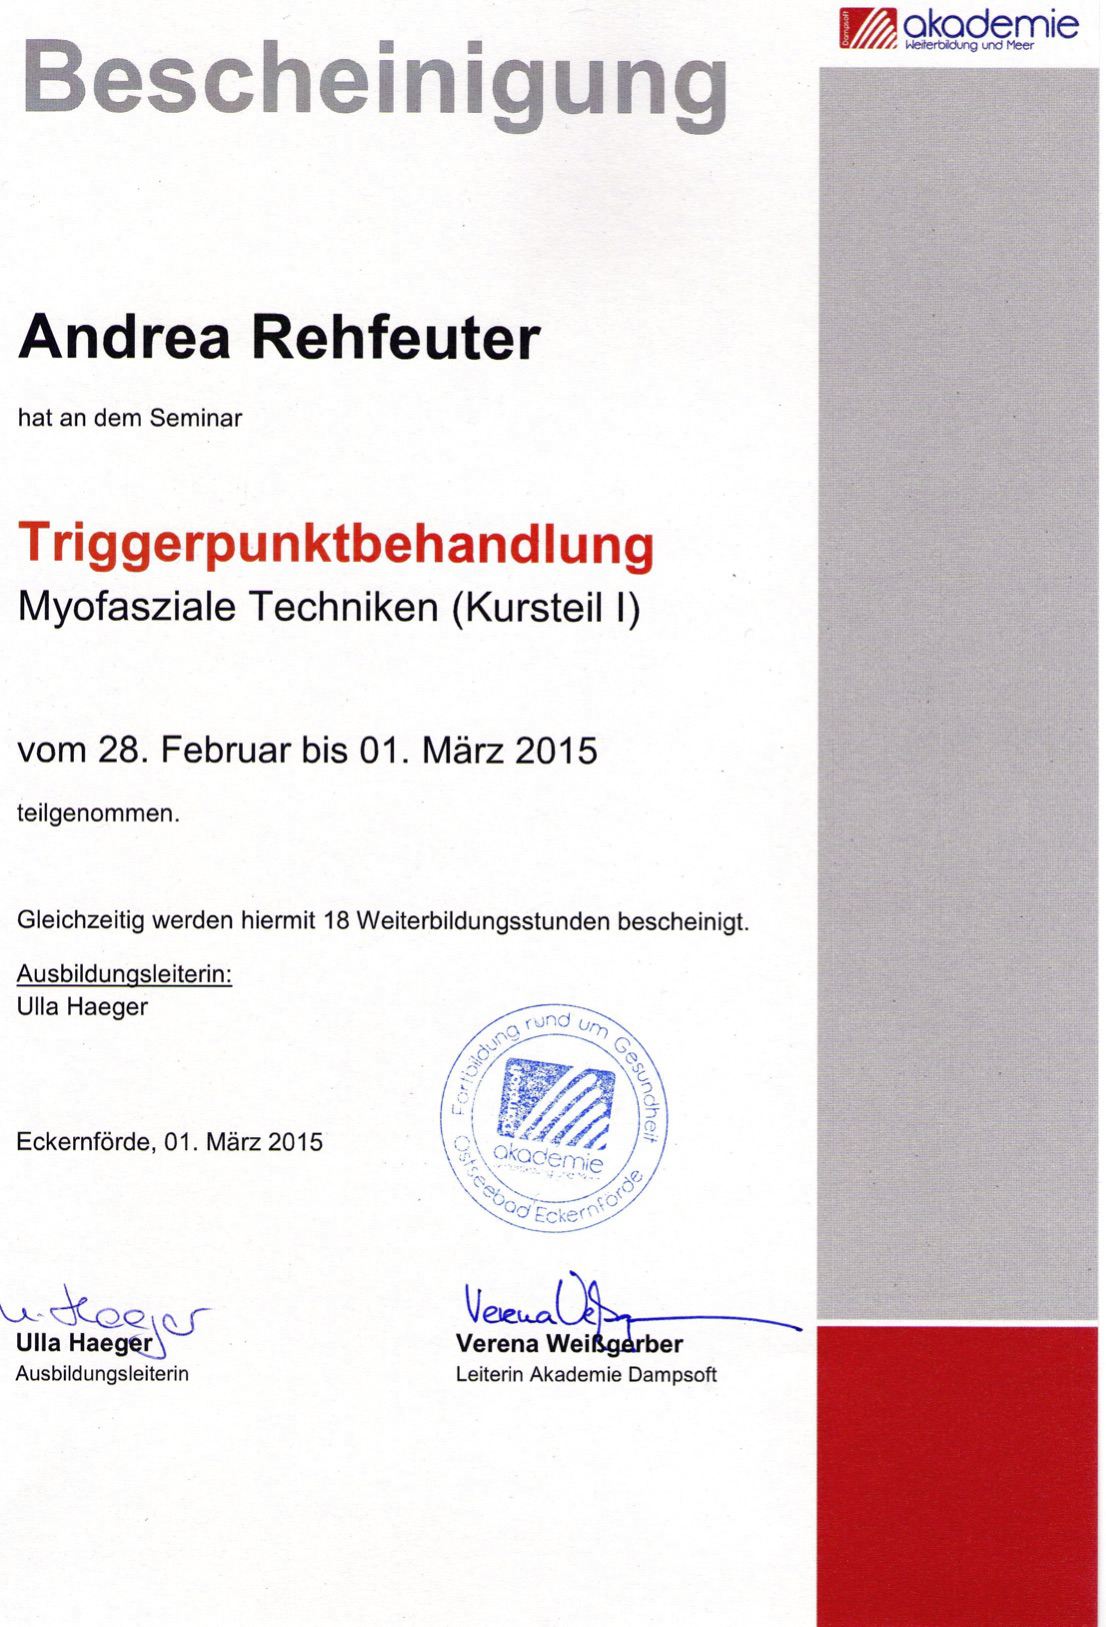 Dampsoft
akademie
Weiterbildung und Meer
Bescheinigung
Andrea Rehfeuter
hat an dem Seminar
Triggerpunktbehandlung
Myofasziale Techniken (Kursteil I)
vom 28. Februar bis 01. März 2015
teilgenommen.
Gleichzeitig werden hiermit 18 Weiterbildungsstunden bescheinigt.
Ausbildungsleiterin:
Ulla Haeger
Fortbildung rund um Gesundheit
Dampsoft
akademie
Ostseebad Eckernförde
Eckernförde, 01. März 2015
U. Haeger
Verena Weißg
Ulla Haeger
Verena Weißgerber
Ausbildungsleiterin
Leiterin Akademie Dampsoft